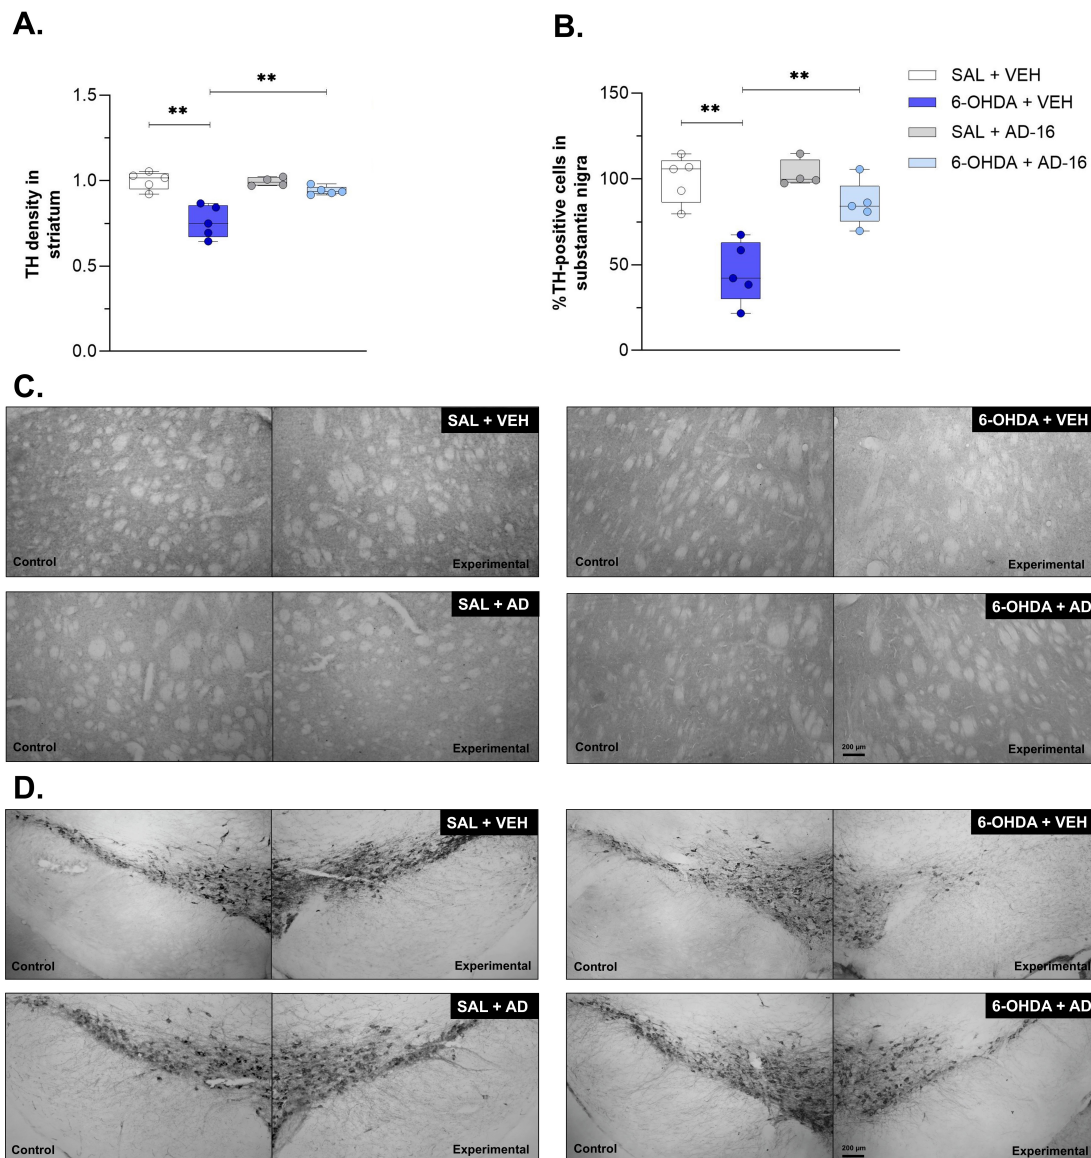 A.
B.
**
**
1.5
1.0
0.5
0.0
TH density in
striatum
**
**
150
100
50
0
%TH-positive cells in
substantia nigra
SAL + VEH
6-OHDA + VEH
SAL + AD-16
6-OHDA + AD-16
C.
SAL + VEH
Control
Experimental
6-OHDA + VEH
Control
Experimental
SAL + AD
Control
Experimental
6-OHDA + AD
Control
200 µm
Experimental
D.
SAL + VEH
Control
Experimental
6-OHDA + VEH
Control
Experimental
SAL + AD
Control
Experimental
6-OHDA + AD
Control
200 µm
Experimental